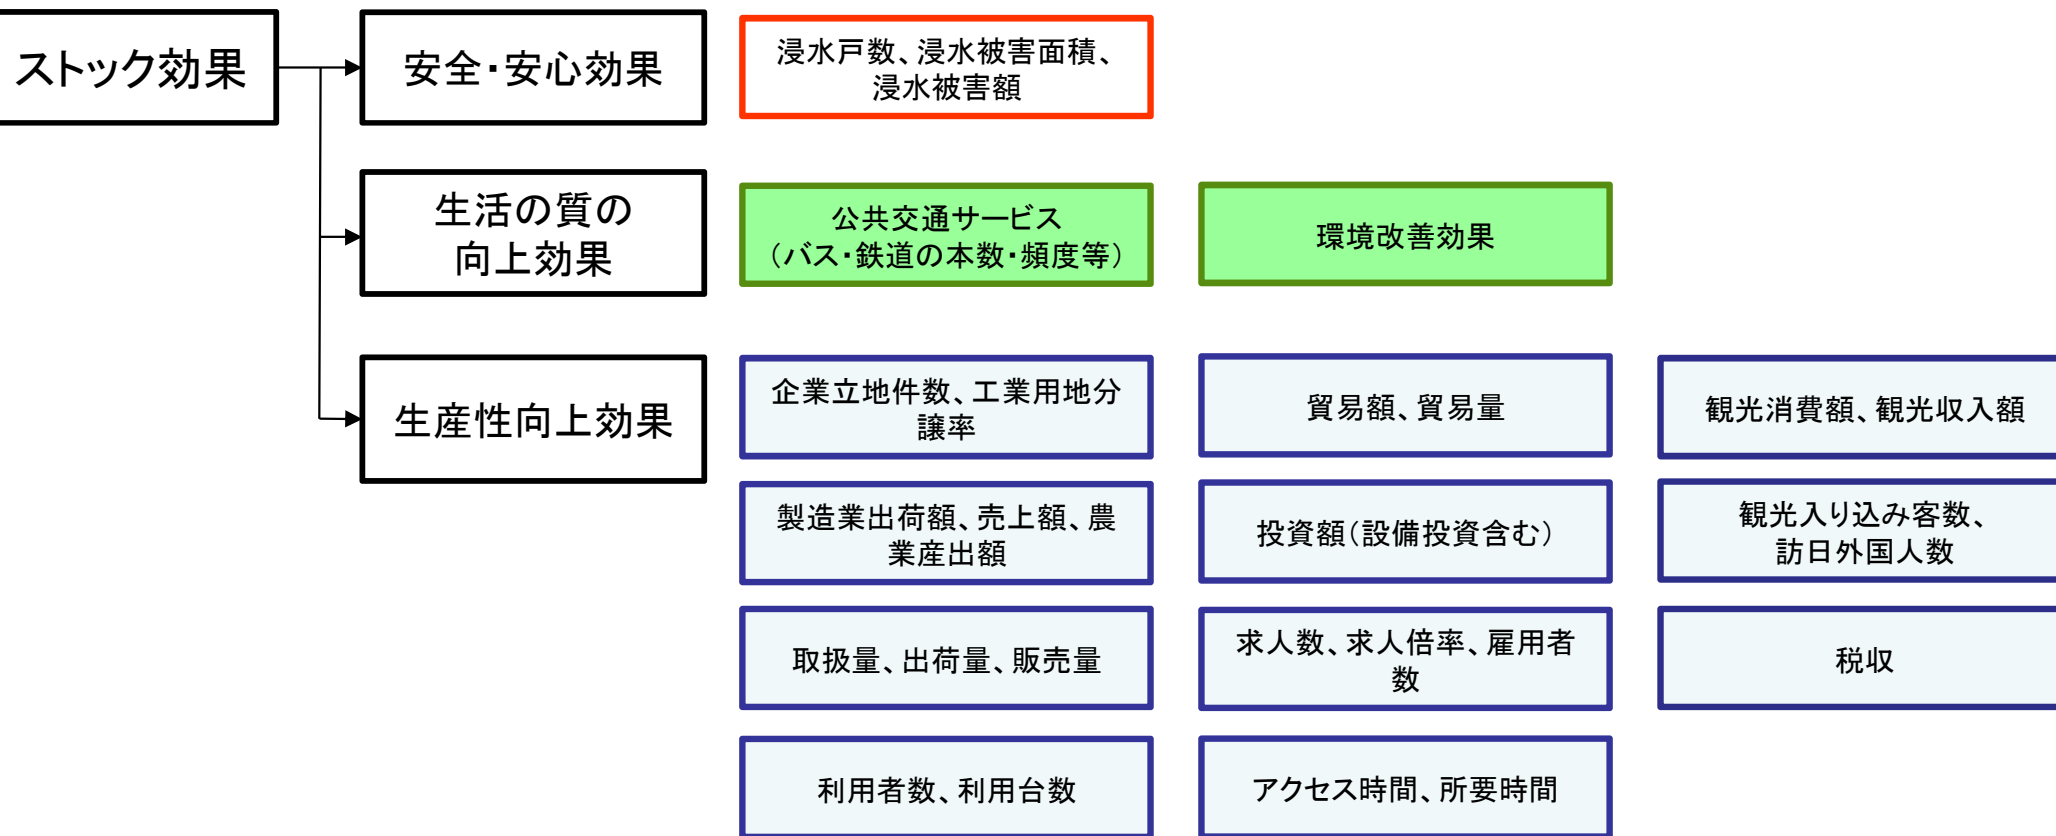 ストック効果
安全・安心効果
浸水戸数、浸水被害面積、
浸水被害額
生活の質の
向上効果
公共交通サービス
（バス・鉄道の本数・頻度等）
環境改善効果
生産性向上効果
企業立地件数、工業用地分
譲率
貿易額、貿易量
観光消費額、観光収入額
製造業出荷額、売上額、農
業産出額
投資額（設備投資含む）
観光入り込み客数、
訪日外国人数
取扱量、出荷量、販売量
求人数、求人倍率、雇用者
数
税収
利用者数、利用台数
アクセス時間、所要時間